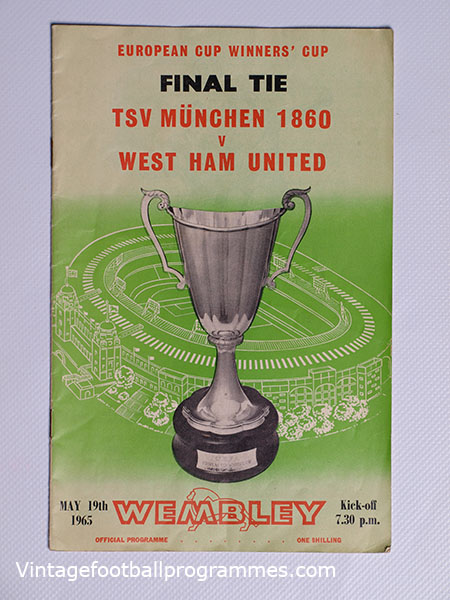 EUROPEAN CUP WINNERS' CUP
FINAL TIE
TSV MÜNCHEN 1860
V
WEST HAM UNITED
MAY 19th
1965
WEMBLEY
Kick-off
7.30 p.m.
OFFICIAL PROGRAMME . . . . . . . . ONE SHILLING
Vintagefootballprogrammes.com